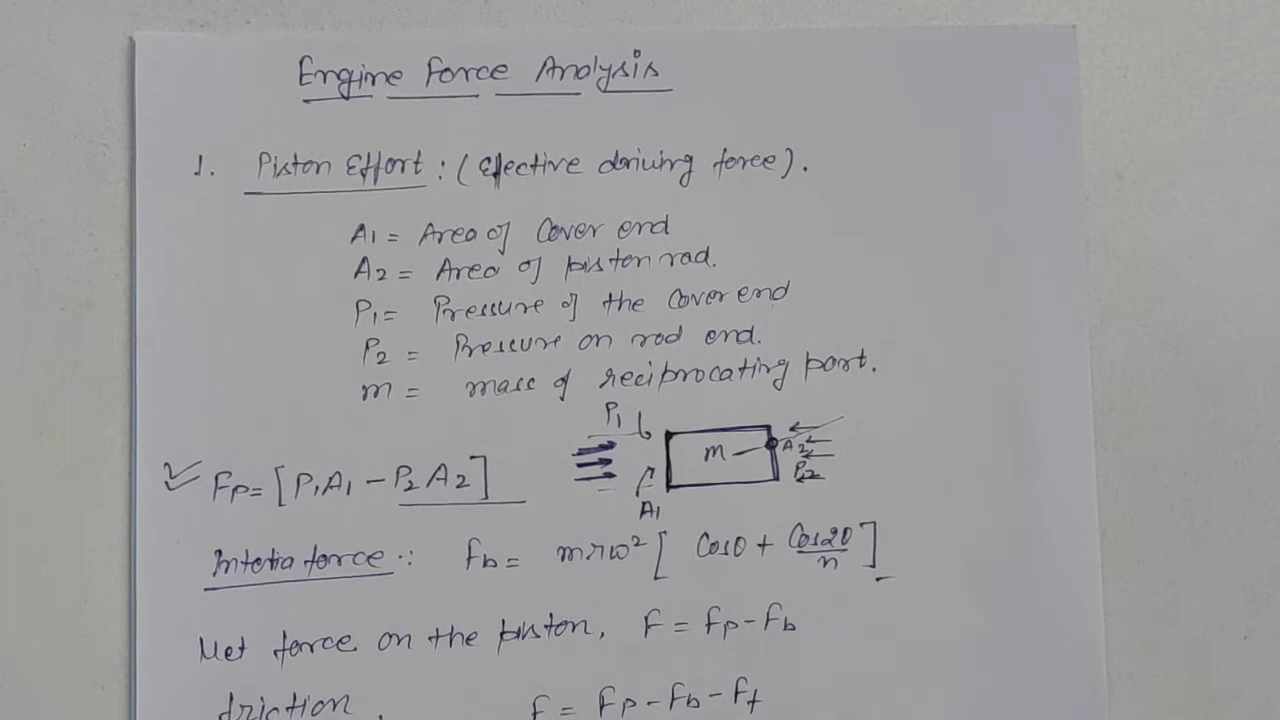 Engine Force Analysis
1. Piston Effort : (Effective driving force).
A1 = Area of Cover end
A2 = Area of piston rod.
P1 = Pressure of the cover end
P2 = Pressure on rod end.
m = mass of reciprocating part.
P1
m
A2
P2
A1
Fp = [P1A1 - P2A2]
Inertia force :: fb = mrω² [Cosθ + Cos2θ/n]
Net force on the piston, F = Fp - Fb
friction, F = Fp - Fb - Ff